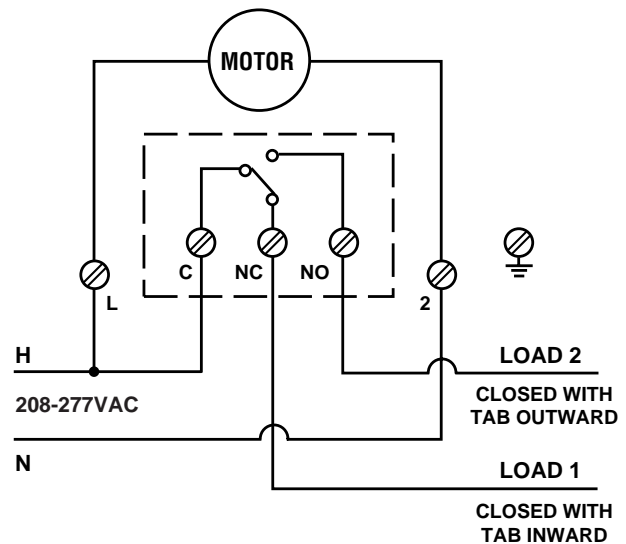 MOTOR
C
NC
NO
L
2
H
208-277VAC
N
LOAD 2
CLOSED WITH
TAB OUTWARD
LOAD 1
CLOSED WITH
TAB INWARD